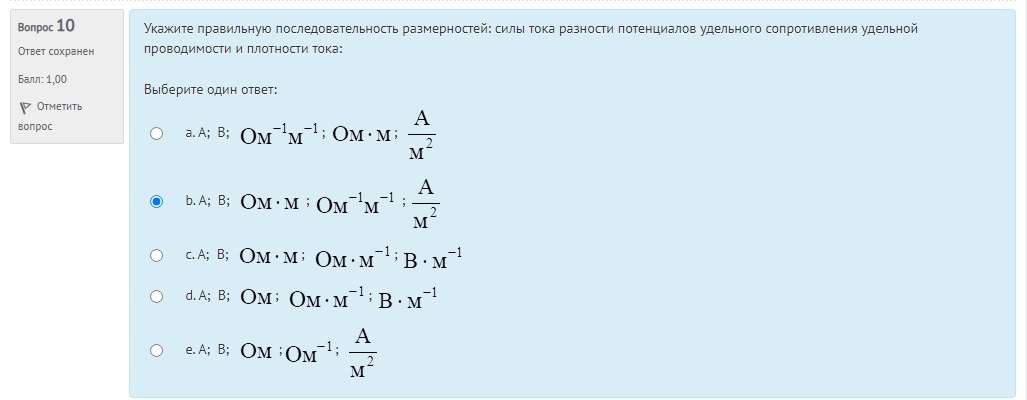 Вопрос 10
Ответ сохранен
Балл: 1,00
Отметить
вопрос
Укажите правильную последовательность размерностей: силы тока разности потенциалов удельного сопротивления удельной
проводимости и плотности тока:
Выберите один ответ:
a. А; В; Ом⁻¹м⁻¹; Ом·м; А/м²
b. А; В; Ом·м ; Ом⁻¹м⁻¹ ; А/м²
c. А; В; Ом·м; Ом·м⁻¹; В·м⁻¹
d. А; В; Ом; Ом·м⁻¹; В·м⁻¹
e. А; В; Ом ; Ом⁻¹; А/м²